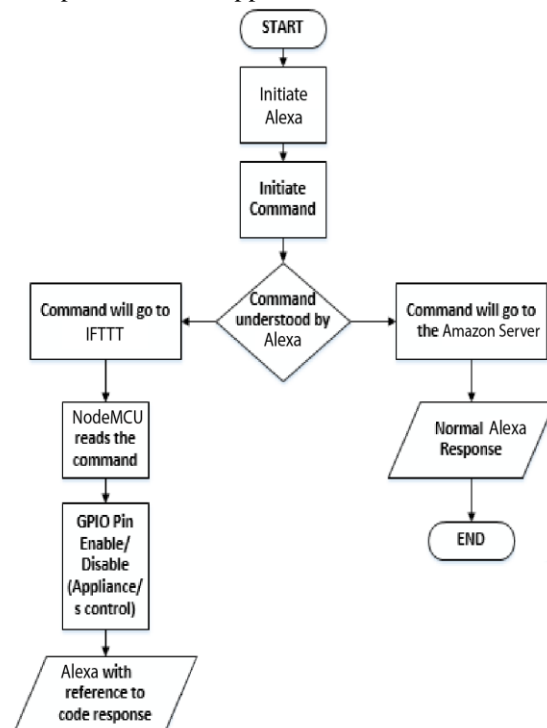 START
Initiate
Alexa
Initiate
Command
Command
understood by
Alexa
Command will go to
IFTTT
NodeMCU
reads the
command
GPIO Pin
Enable/
Disable
(Appliance/
s control)
Alexa with
reference to
code response
Command will go to
the Amazon Server
Normal Alexa
Response
END